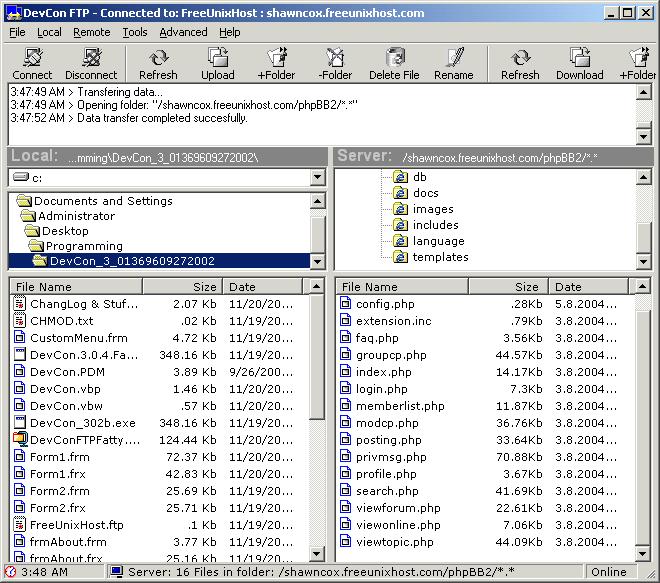 DevCon FTP - Connected to: FreeUnixHost : shawncox.freeunixhost.com
File Local Remote Tools Advanced Help
Connect Disconnect Refresh Upload +Folder -Folder Delete File Rename Refresh Download +Folder
3:47:49 AM > Transfering data...
3:47:49 AM > Opening folder: "/shawncox.freeunixhost.com/phpBB2/*.*"
3:47:52 AM > Data transfer completed succesfully.
Local: ...mming\DevCon_3_01369609272002\
c:
Documents and Settings
Administrator
Desktop
Programming
DevCon_3_01369609272002
File Name Size Date
ChangLog & Stuf... 2.07 Kb 11/20/20...
CHMOD.txt .02 Kb 11/19/20...
CustomMenu.frm 4.72 Kb 11/19/20...
DevCon.3.0.4.Fa... 348.16 Kb 11/20/20...
DevCon.PDM 3.89 Kb 9/26/200...
DevCon.vbp 1.46 Kb 11/20/20...
DevCon.vbw .57 Kb 11/20/20...
DevCon_302b.exe 348.16 Kb 11/19/20...
DevConFTPFatty.... 124.44 Kb 11/20/20...
Form1.frm 72.37 Kb 11/20/20...
Form1.frx 42.83 Kb 11/20/20...
Form2.frm 25.69 Kb 11/19/20...
Form2.frx 25.71 Kb 11/19/20...
FreeUnixHost.ftp .1 Kb 11/19/20...
frmAbout.frm 3.77 Kb 11/19/20...
frmAbout.frx 25.16 Kb 11/19/20...
Server: /shawncox.freeunixhost.com/phpBB2/*.*
db
docs
images
includes
language
templates
File Name Size Date
config.php .28Kb 5.8.2004...
extension.inc .79Kb 3.8.2004...
faq.php 3.56Kb 3.8.2004...
groupcp.php 44.57Kb 3.8.2004...
index.php 14.17Kb 3.8.2004...
login.php 7.3Kb 3.8.2004...
memberlist.php 11.87Kb 3.8.2004...
modcp.php 36.76Kb 3.8.2004...
posting.php 33.64Kb 3.8.2004...
privmsg.php 70.88Kb 3.8.2004...
profile.php 3.67Kb 3.8.2004...
search.php 41.69Kb 3.8.2004...
viewforum.php 22.61Kb 3.8.2004...
viewonline.php 7.06Kb 3.8.2004...
viewtopic.php 44.09Kb 3.8.2004...
3:48 AM Server: 16 Files in folder: /shawncox.freeunixhost.com/phpBB2/*.* Online